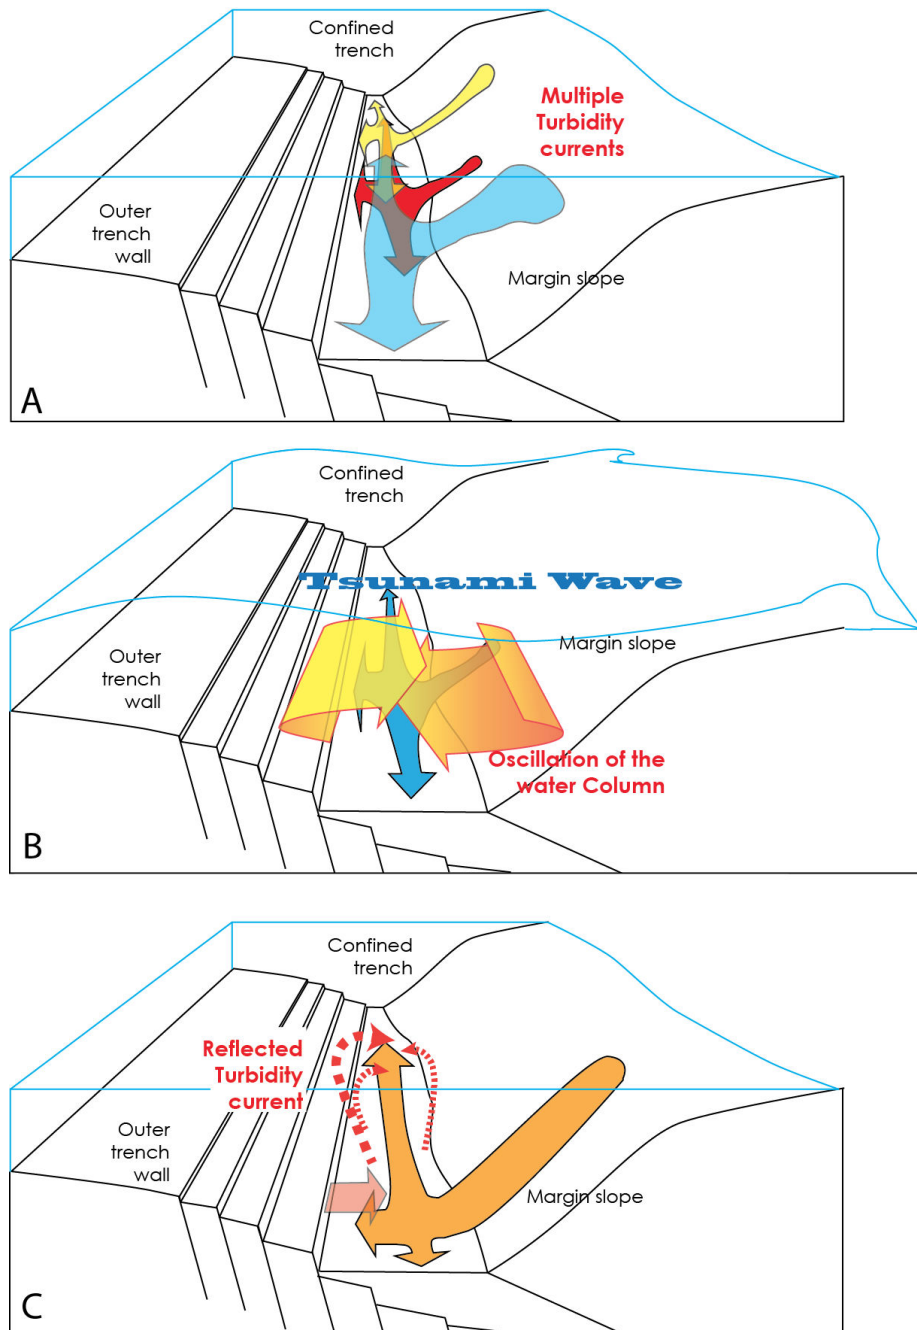 Confined
trench
Multiple
Turbidity
currents
Outer
trench
wall
Margin slope
A
Confined
trench
Tsunami Wave
Margin slope
Outer
trench
wall
Oscillation of the
water Column
B
Confined
trench
Reflected
Turbidity
current
Outer
trench
wall
Margin slope
C